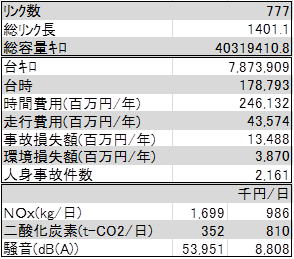 リンク数 777
総リンク長 1401.1
総容量ｷﾛ 40319410.8
台ｷﾛ 7,873,909
台時 178,793
時間費用(百万円/年) 246,132
走行費用(百万円/年) 43,574
事故損失額(百万円/年) 13,488
環境損失額(百万円/年) 3,870
人身事故件数 2,161
千円/日
NOx(kg/日) 1,699 986
二酸化炭素(t-CO2/日) 352 810
騒音(dB(A)) 53,951 8,808